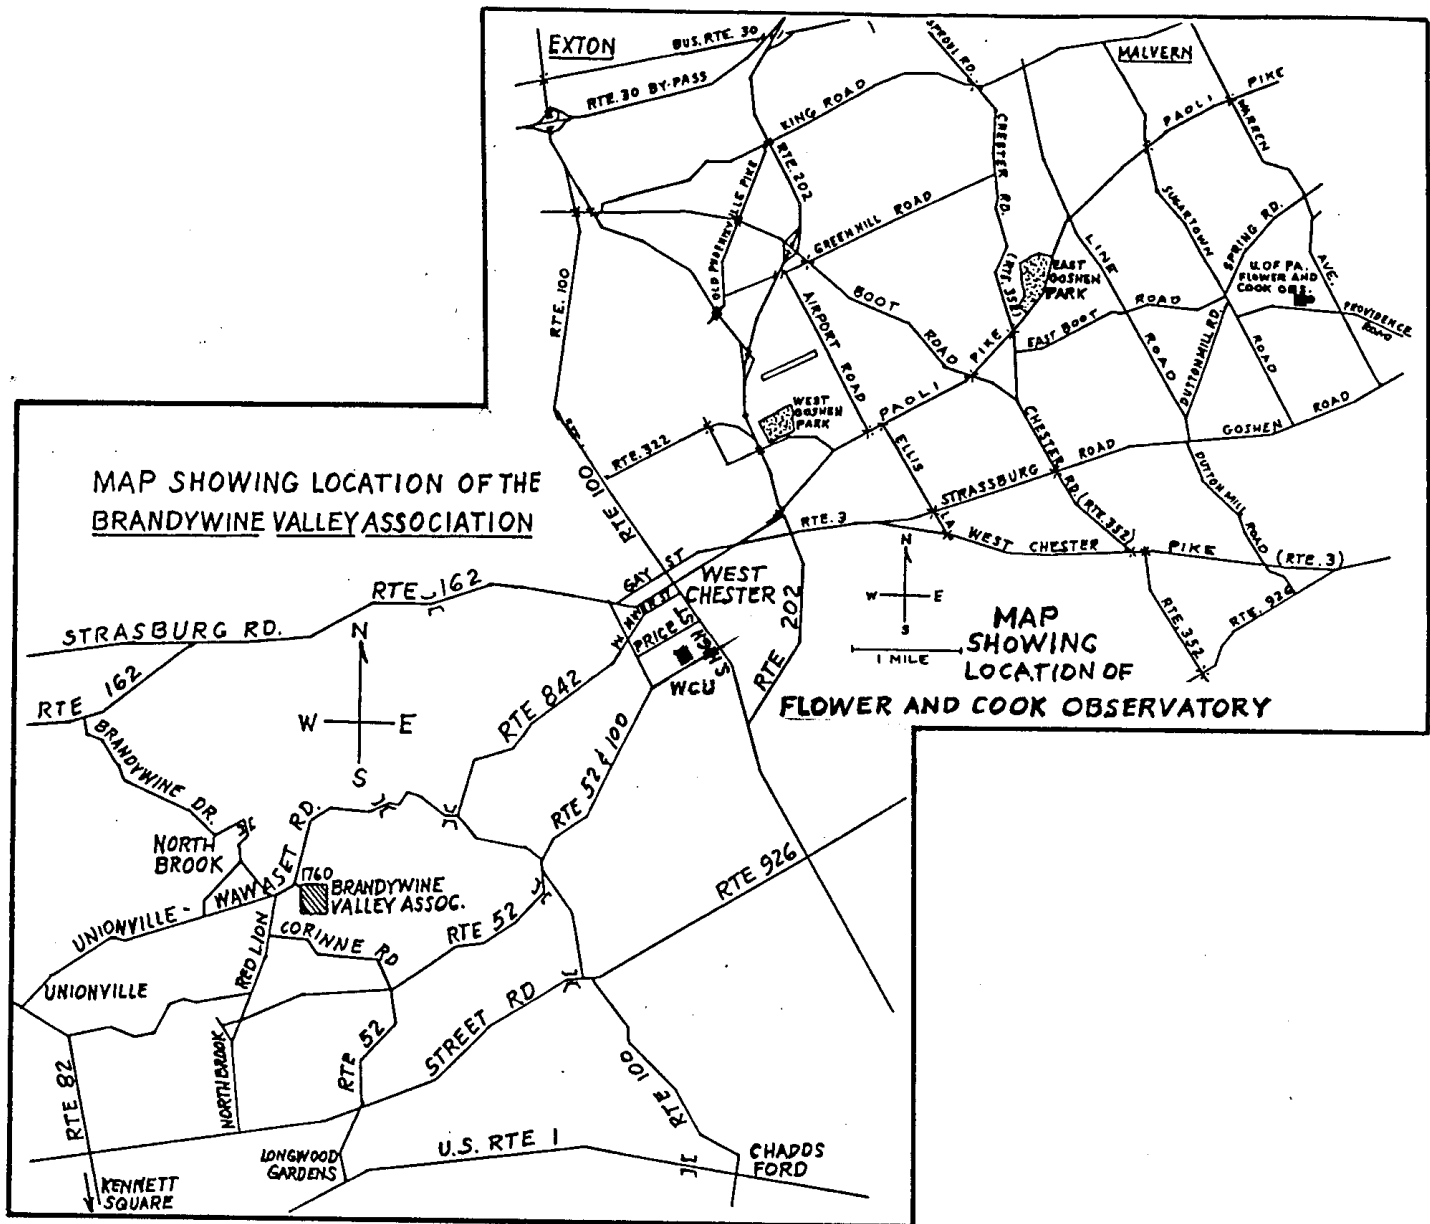 EXTON
BUS. RTE. 30
RTE. 30 BY-PASS
SPROUL RD.
MALVERN
KING ROAD
PAOLI PIKE
WARREN
AVE.
RTE. 202
CHESTER RD.
(RTE. 352)
OLD PHOENIXVILLE PIKE
GREENHILL ROAD
LINE
ROAD
SUGARTOWN
ROAD
SPRING RD.
EAST
GOSHEN
PARK
U. OF PA.
FLOWER AND
COOK OBS.
PROVIDENCE
ROAD
RTE. 100
AIRPORT ROAD
BOOT
ROAD
EAST BOOT
ROAD
DUTTON MILL RD.
WEST
GOSHEN
PARK
PAOLI PIKE
RTE. 322
ELLIS
LA
CHESTER
RD. (RTE. 352)
STRASSBURG ROAD
GOSHEN ROAD
DUTTON MILL ROAD
RTE 100
RTE. 3
WEST CHESTER PIKE (RTE. 3)
N
W E
S
1 MILE
RTE. 352
RTE. 926
MAP
SHOWING
LOCATION OF
FLOWER AND COOK OBSERVATORY
MAP SHOWING LOCATION OF THE
BRANDYWINE VALLEY ASSOCIATION
RTE 162
STRASBURG RD.
GAY ST
WEST
CHESTER
W. MINER ST
PRICE ST
S HIGH ST
WCU
RTE 202
RTE 162
N
W E
S
RTE 842
RTE 52 & 100
BRANDYWINE DR.
NORTH
BROOK
UNIONVILLE - WAWASET RD.
1760
BRANDYWINE
VALLEY ASSOC.
RTE 926
RED LION
CORINNE RD
RTE 52
UNIONVILLE
STREET RD
NORTHBROOK
RTE 52
RTE 100
RTE 82
LONGWOOD
GARDENS
U.S. RTE 1
CHADDS
FORD
KENNETT
SQUARE